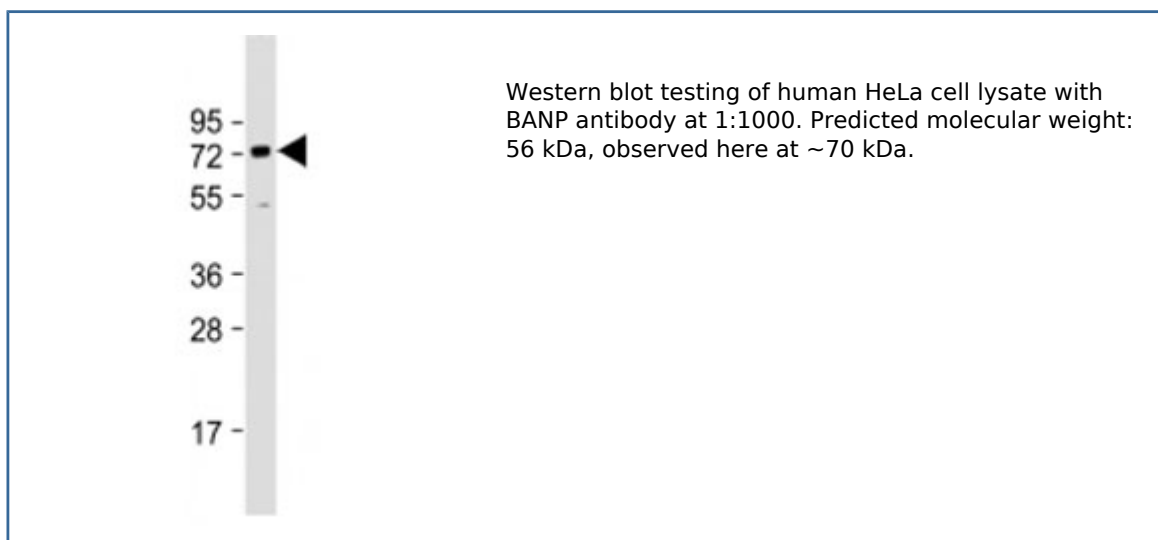 Western blot testing of human HeLa cell lysate with
BANP antibody at 1:1000. Predicted molecular weight:
56 kDa, observed here at ~70 kDa.
95
72
55
36
28
17